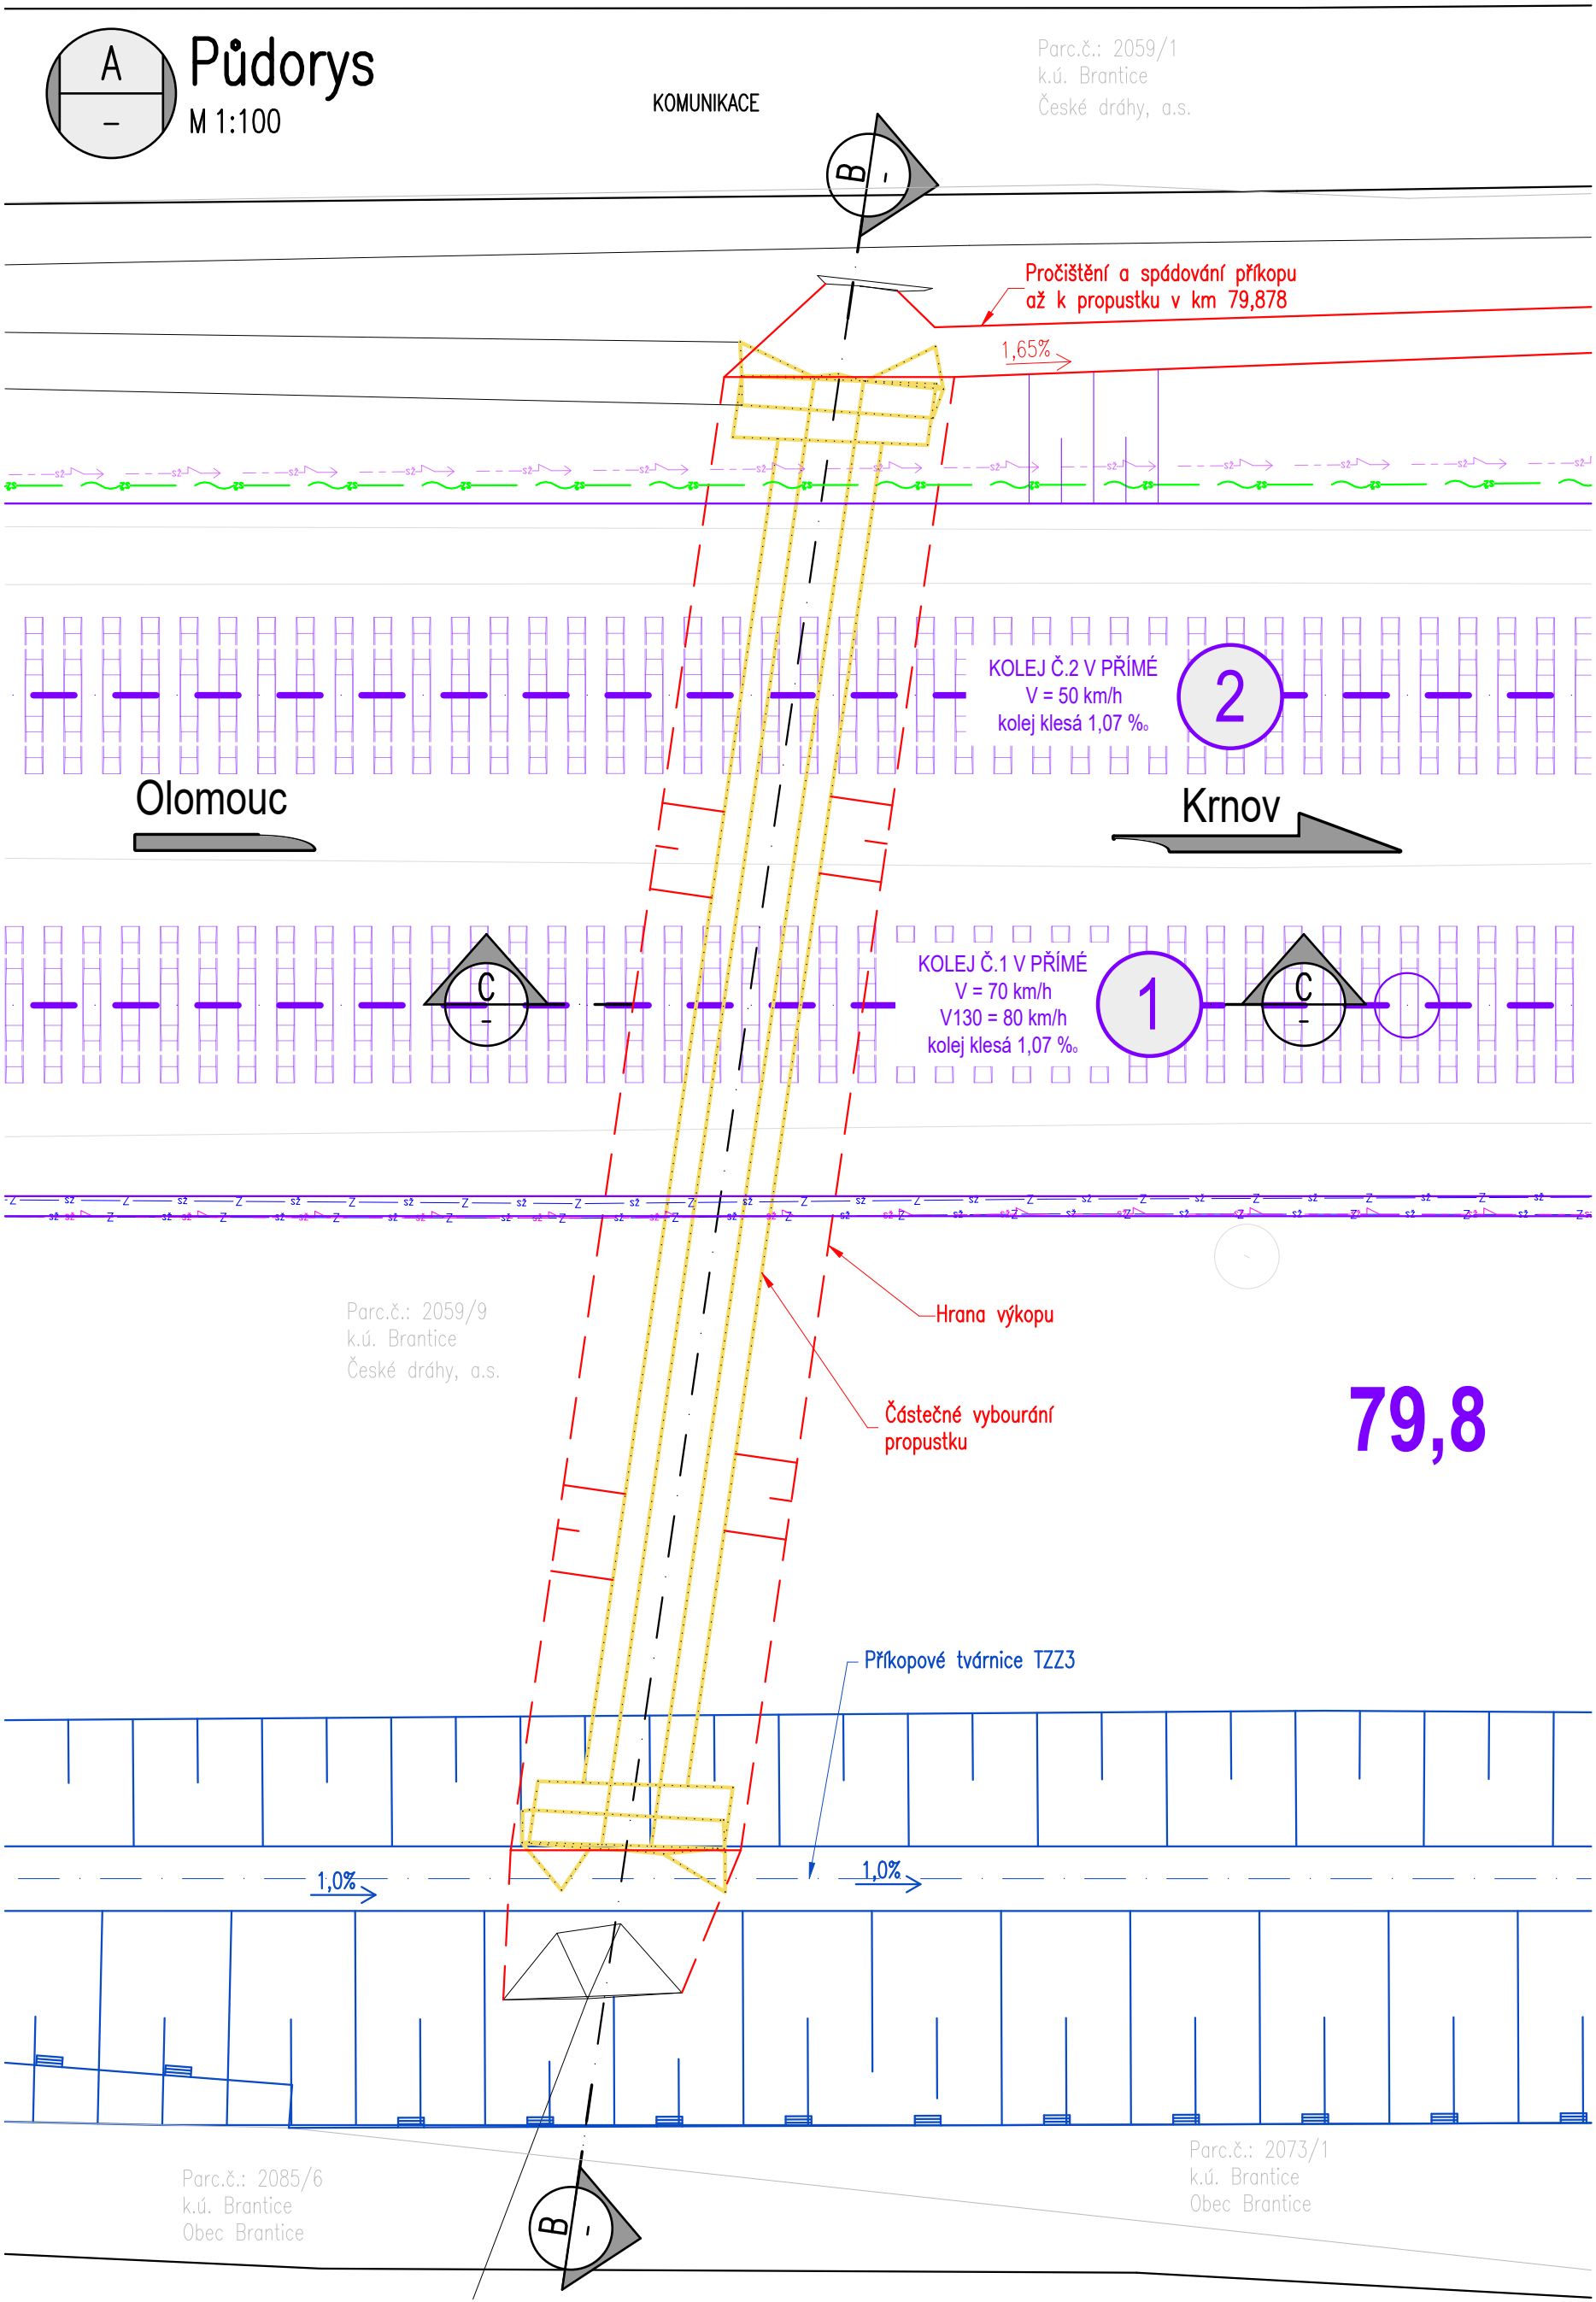 A
–
Půdorys
M 1:100
KOMUNIKACE
Parc.č.: 2059/1
k.ú. Brantice
České dráhy, a.s.
B
–
Pročištění a spádování příkopu
až k propustku v km 79,878
1,65%
KOLEJ Č.2 V PŘÍMÉ
V = 50 km/h
kolej klesá 1,07 ‰
2
Olomouc
Krnov
C
–
KOLEJ Č.1 V PŘÍMÉ
V = 70 km/h
V130 = 80 km/h
kolej klesá 1,07 ‰
1
C
–
Parc.č.: 2059/9
k.ú. Brantice
České dráhy, a.s.
Hrana výkopu
Částečné vybourání
propustku
79,8
Příkopové tvárnice TZZ3
1,0%
1,0%
Parc.č.: 2085/6
k.ú. Brantice
Obec Brantice
Parc.č.: 2073/1
k.ú. Brantice
Obec Brantice
B
–